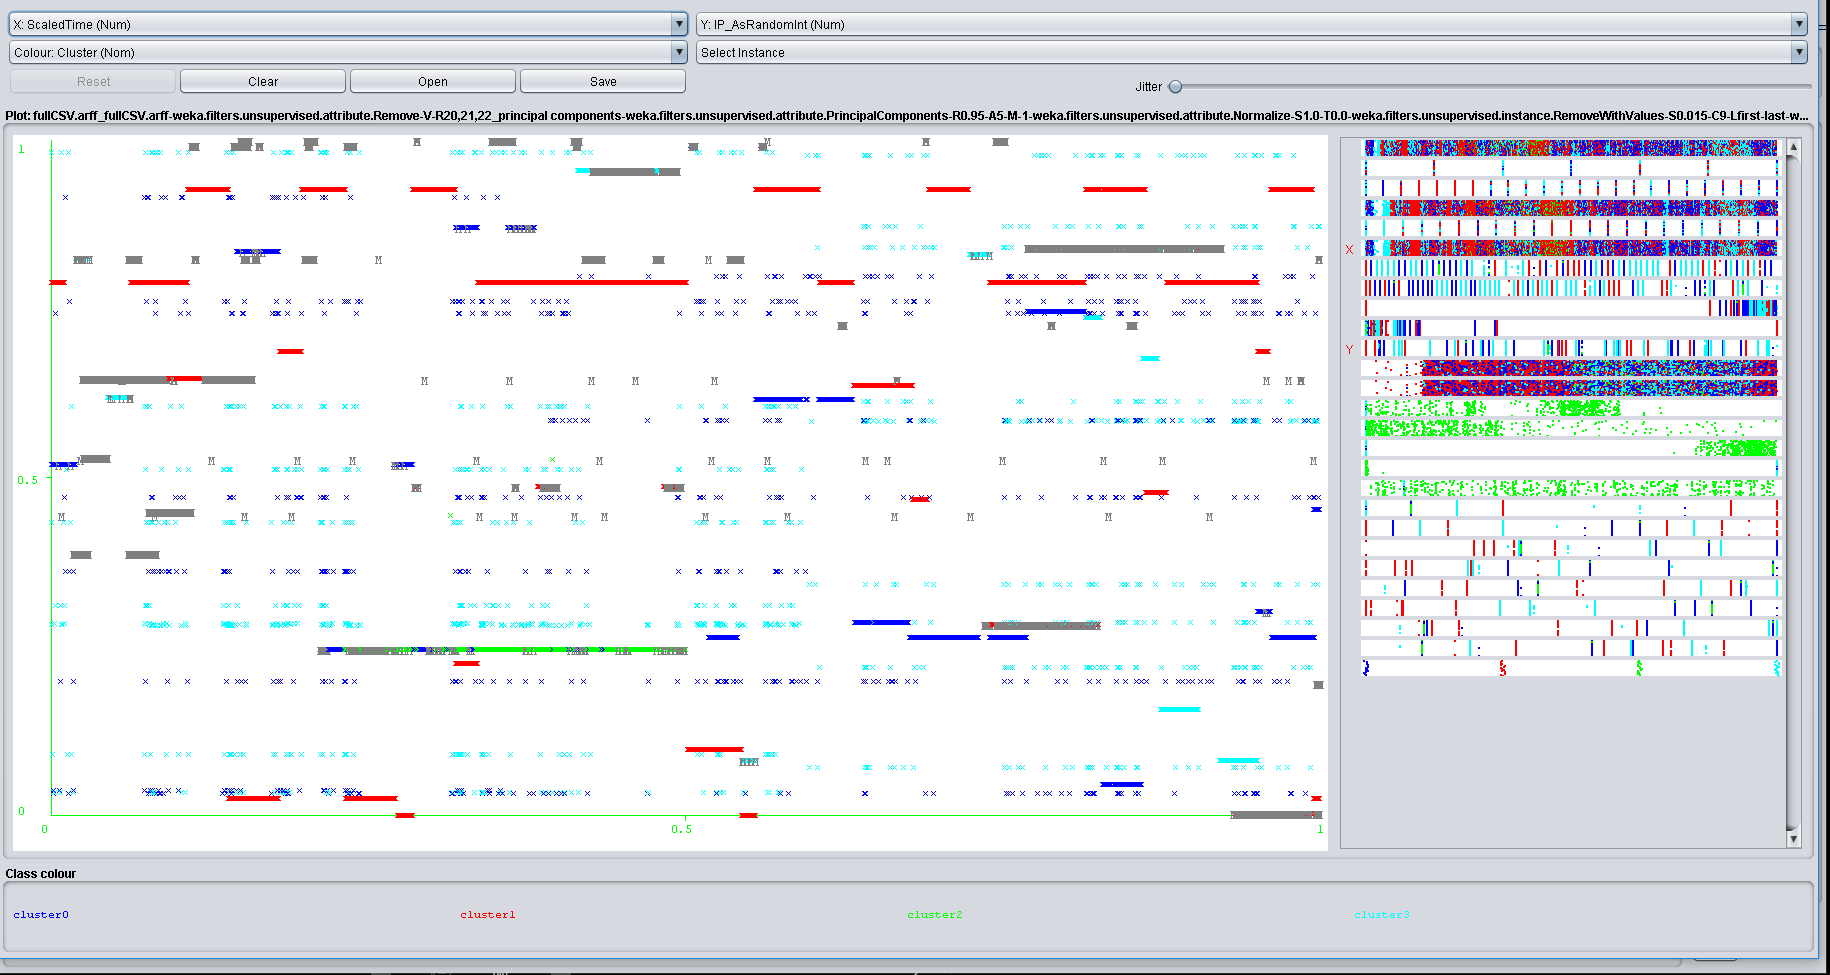 X: ScaledTime (Num)
Y: IP_AsRandomInt (Num)
Colour: Cluster (Nom)
Select Instance
Reset
Clear
Open
Save
Jitter
Plot: fullCSV.arff_fullCSV.arff-weka.filters.unsupervised.attribute.Remove-V-R20,21,22_principal components-weka.filters.unsupervised.attribute.PrincipalComponents-R0.95-A5-M-1-weka.filters.unsupervised.attribute.Normalize-S1.0-T0.0-weka.filters.unsupervised.instance.RemoveWithValues-S0.015-C9-Lfirst-last-w...
1
0.5
0
0
0.5
1
X
Y
Class colour
cluster0
cluster1
cluster2
cluster3